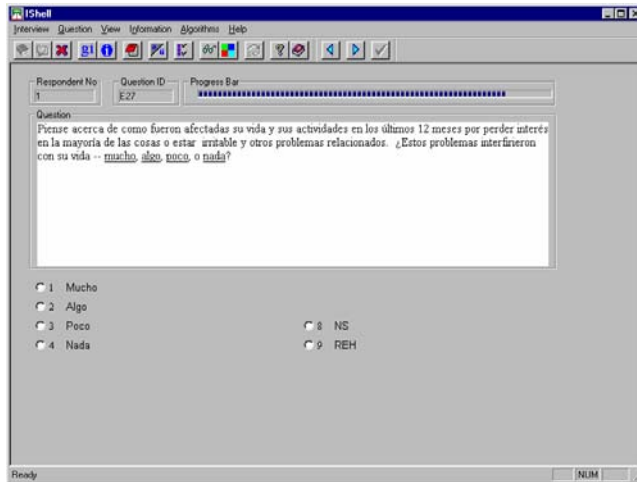 IShell
Interview Question View Information Algorithms Help
Respondent No
1
Question ID
E27
Progress Bar
Question
Piense acerca de como fueron afectadas su vida y sus actividades en los últimos 12 meses por perder interés
en la mayoría de las cosas o estar irritable y otros problemas relacionados. ¿Estos problemas interfirieron
con su vida -- mucho, algo, poco, o nada?
1 Mucho
2 Algo
3 Poco
4 Nada
8 NS
9 REH
Ready
NUM